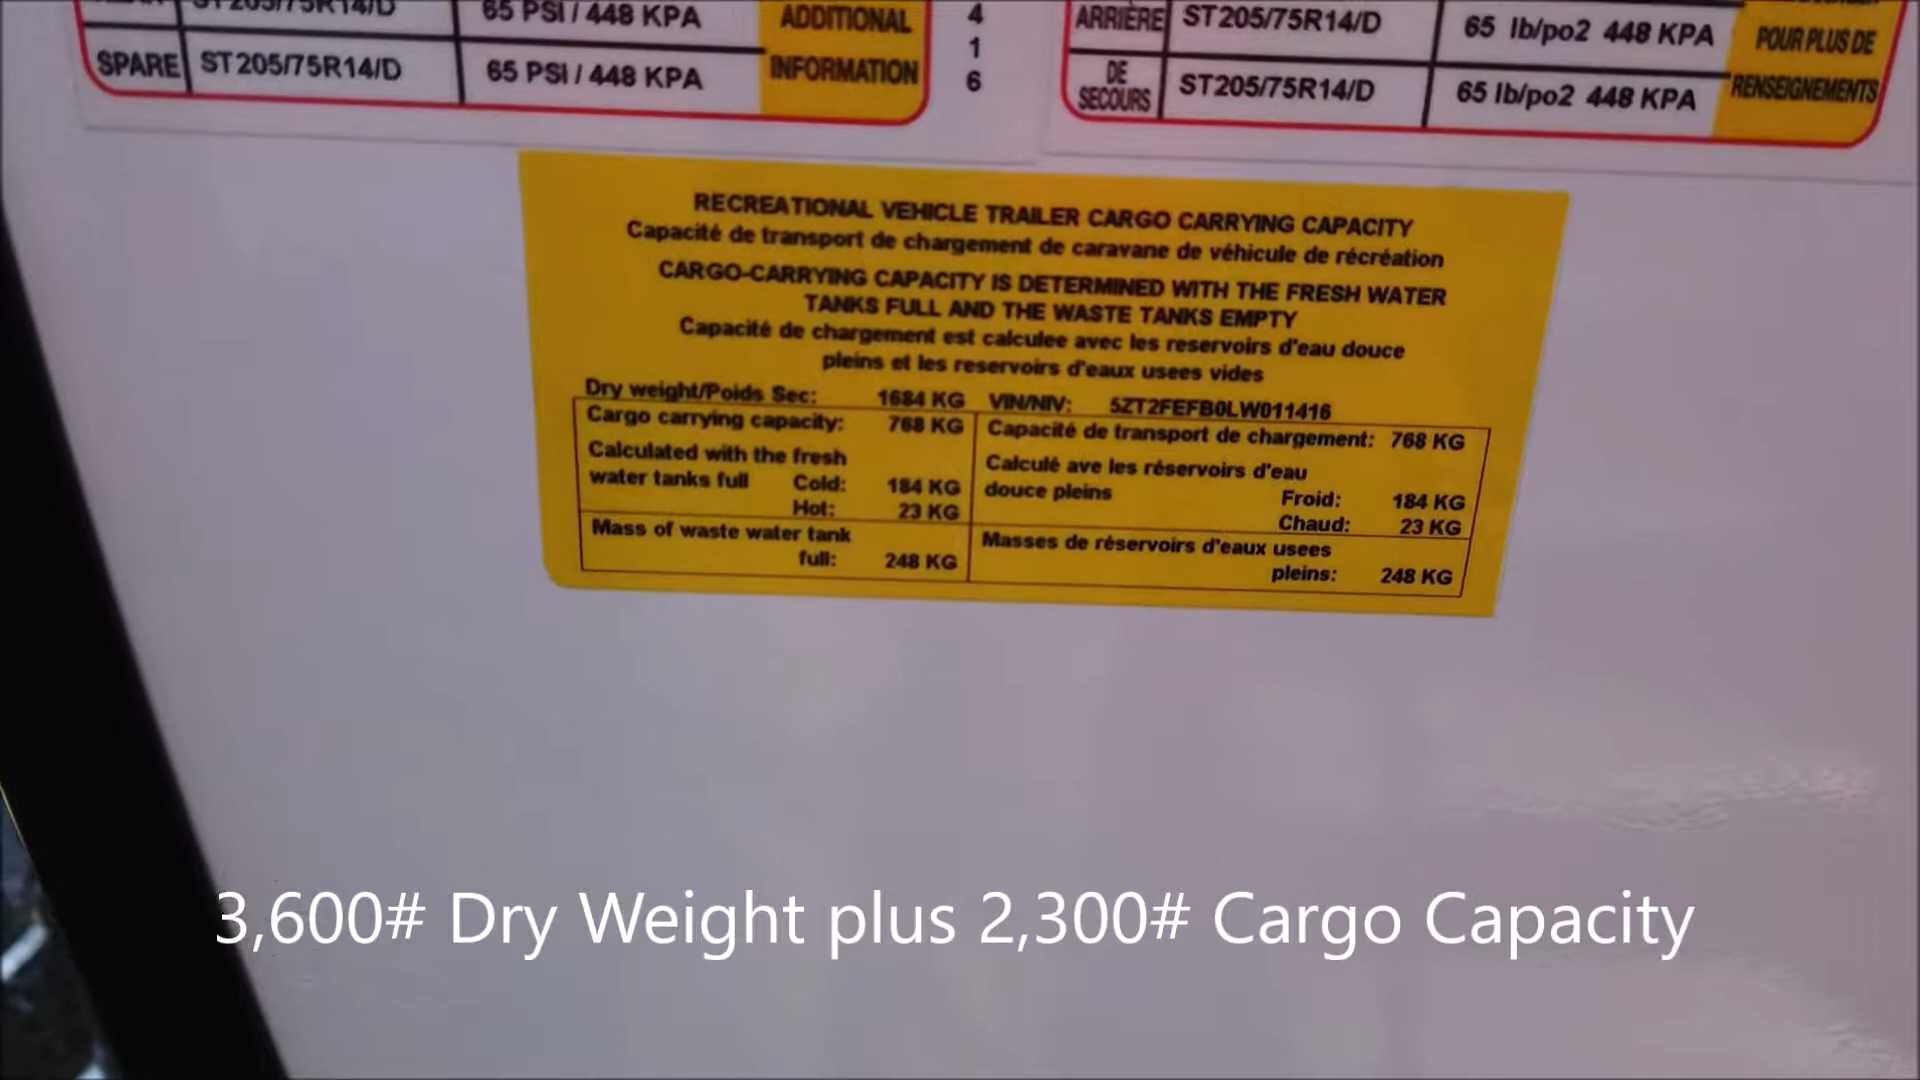 ST205/75R14/D 65 PSI / 448 KPA ADDITIONAL
SPARE ST205/75R14/D 65 PSI / 448 KPA INFORMATION
4
1
6
ARRIÈRE ST205/75R14/D 65 lb/po2 448 KPA POUR PLUS DE
DE SECOURS ST205/75R14/D 65 lb/po2 448 KPA RENSEIGNEMENTS
RECREATIONAL VEHICLE TRAILER CARGO CARRYING CAPACITY
Capacité de transport de chargement de caravane de véhicule de récréation
CARGO-CARRYING CAPACITY IS DETERMINED WITH THE FRESH WATER
TANKS FULL AND THE WASTE TANKS EMPTY
Capacité de chargement est calculee avec les reservoirs d'eau douce
pleins et les reservoirs d'eaux usees vides
Dry weight/Poids Sec: 1684 KG VIN/NIV: 5ZT2FEFB0LW011416
Cargo carrying capacity: 768 KG
Calculated with the fresh
water tanks full Cold: 184 KG
Hot: 23 KG
Mass of waste water tank
full: 248 KG
Capacité de transport de chargement: 768 KG
Calculé ave les réservoirs d'eau
douce pleins Froid: 184 KG
Chaud: 23 KG
Masses de réservoirs d'eaux usees
pleins: 248 KG
3,600# Dry Weight plus 2,300# Cargo Capacity